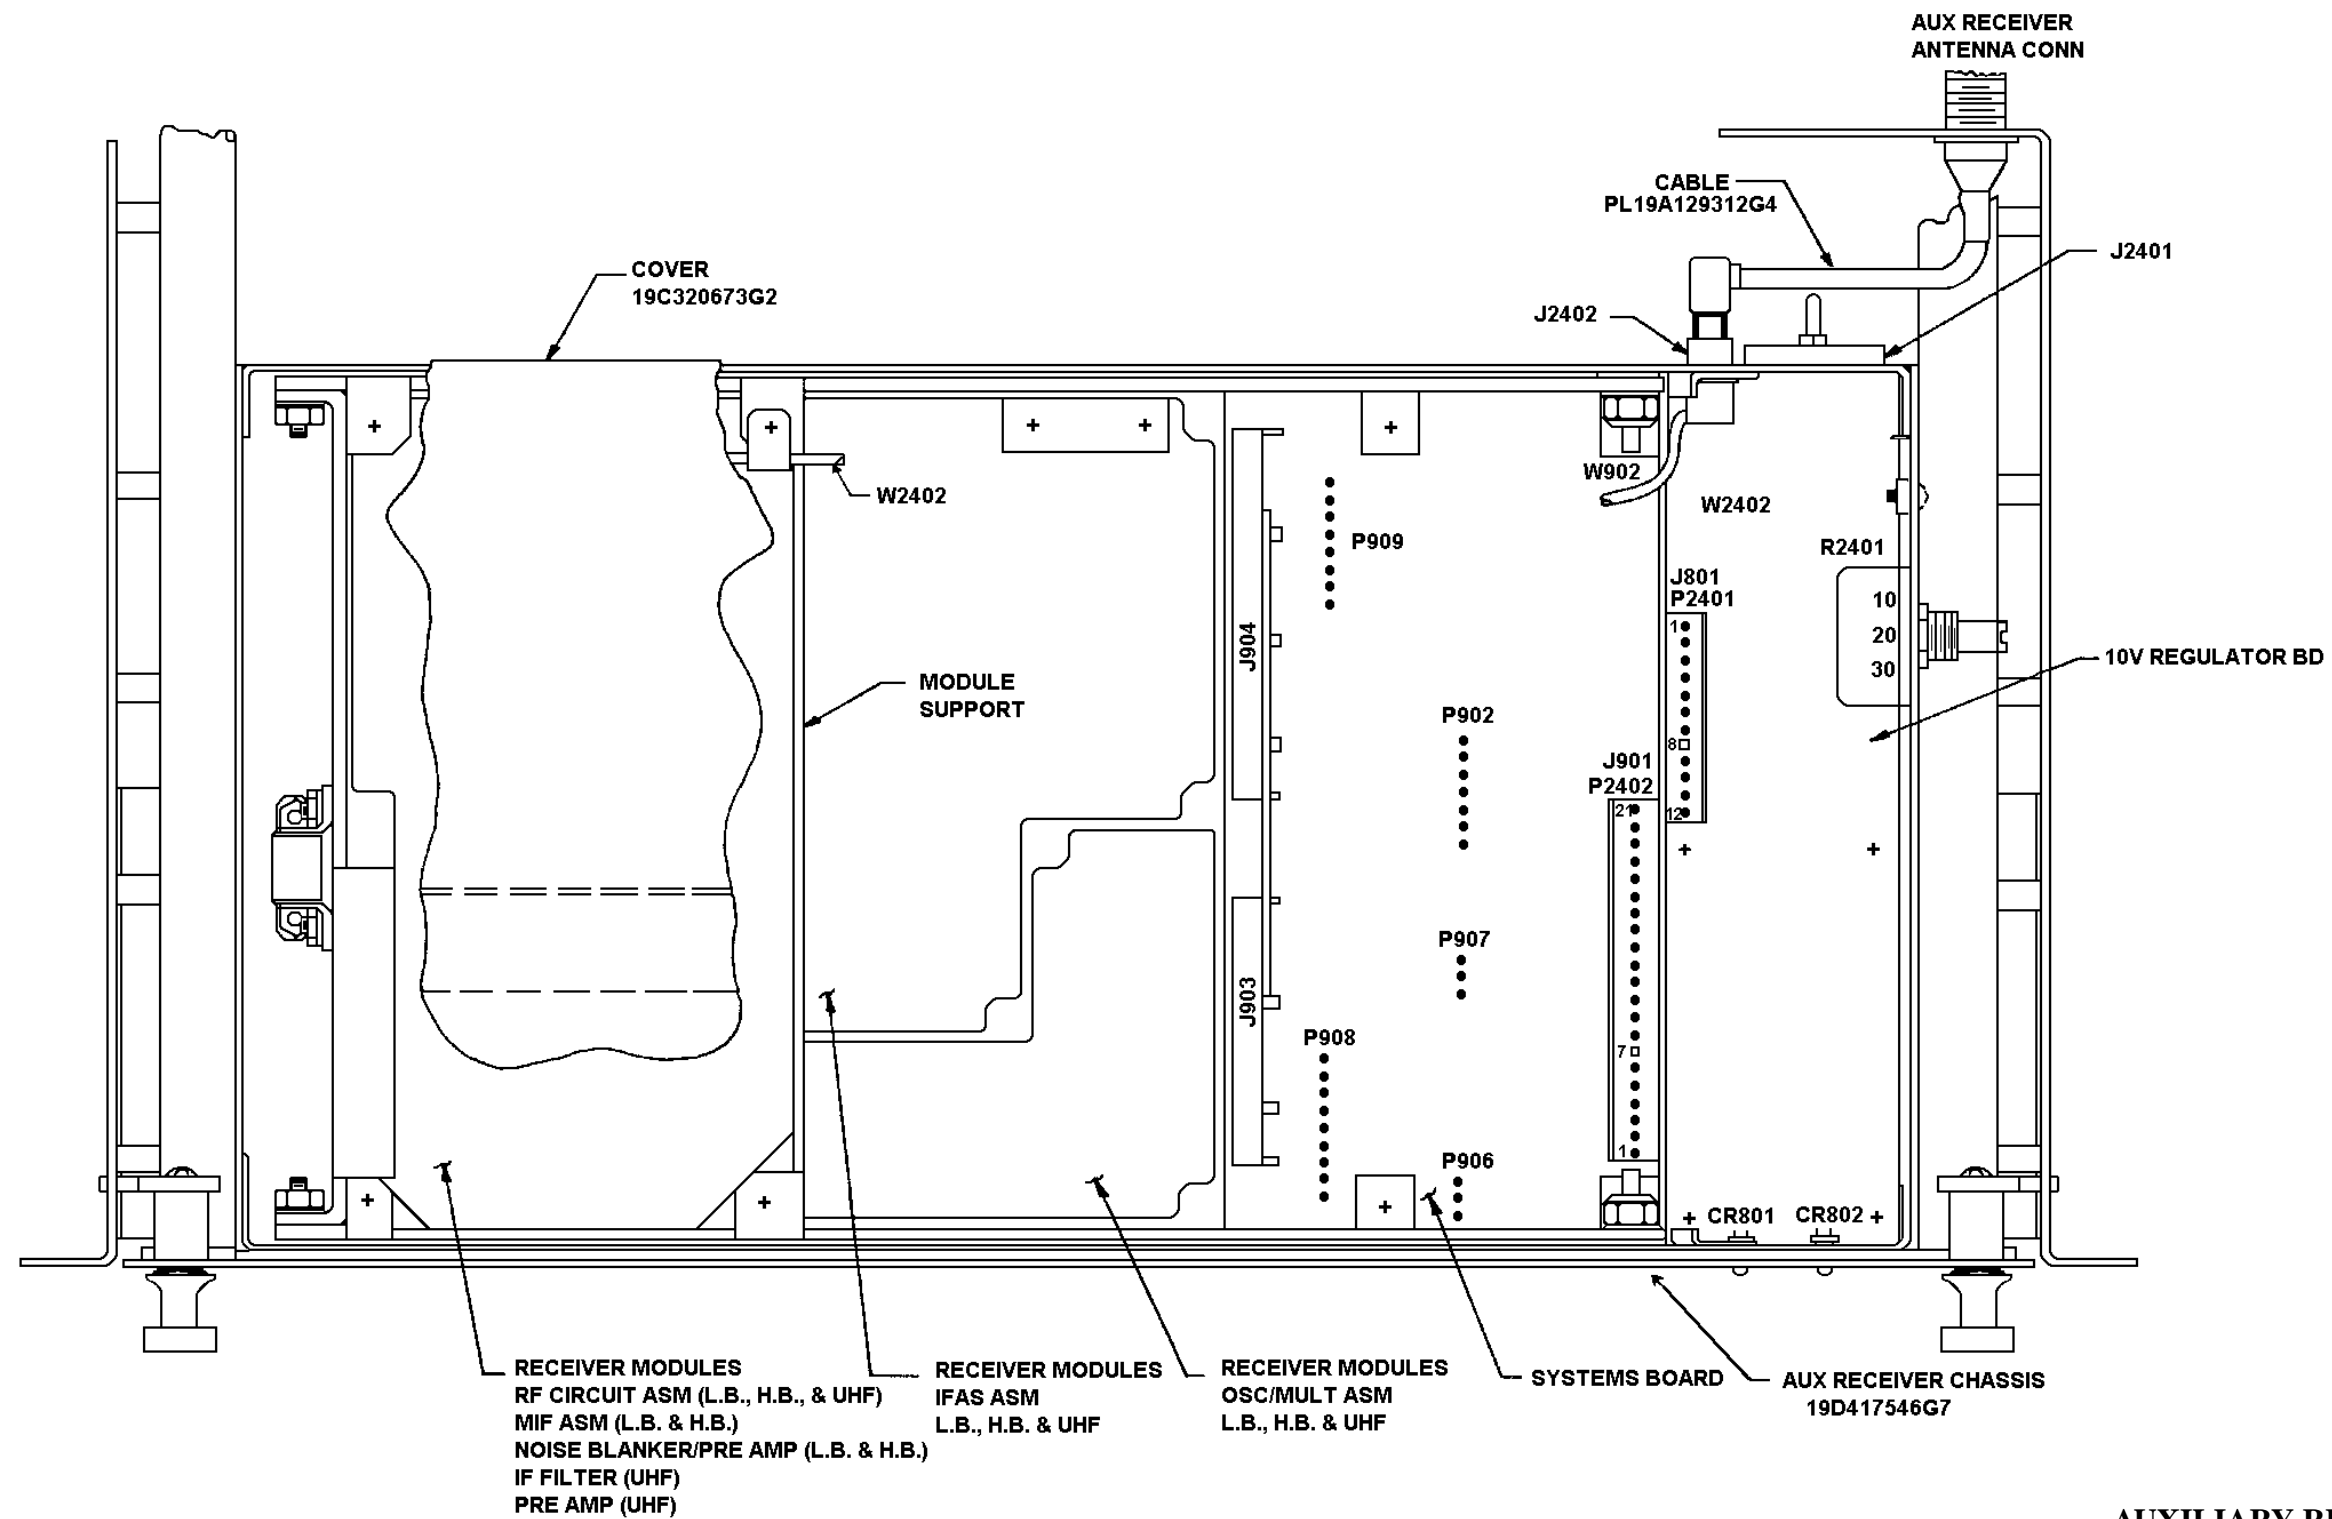 AUX RECEIVER
ANTENNA CONN
CABLE
PL19A129312G4
J2401
COVER
19C320673G2
J2402
W902
W2402
W2402
P909
R2401
J801
P2401
10
20
30
1
J904
MODULE
SUPPORT
10V REGULATOR BD
P902
8
J901
P2402
21
12
P907
J903
P908
7
1
P906
CR801 CR802
RECEIVER MODULES
RF CIRCUIT ASM (L.B., H.B., & UHF)
MIF ASM (L.B. & H.B.)
NOISE BLANKER/PRE AMP (L.B. & H.B.)
IF FILTER (UHF)
PRE AMP (UHF)
RECEIVER MODULES
IFAS ASM
L.B., H.B. & UHF
RECEIVER MODULES
OSC/MULT ASM
L.B., H.B. & UHF
SYSTEMS BOARD
AUX RECEIVER CHASSIS
19D417546G7